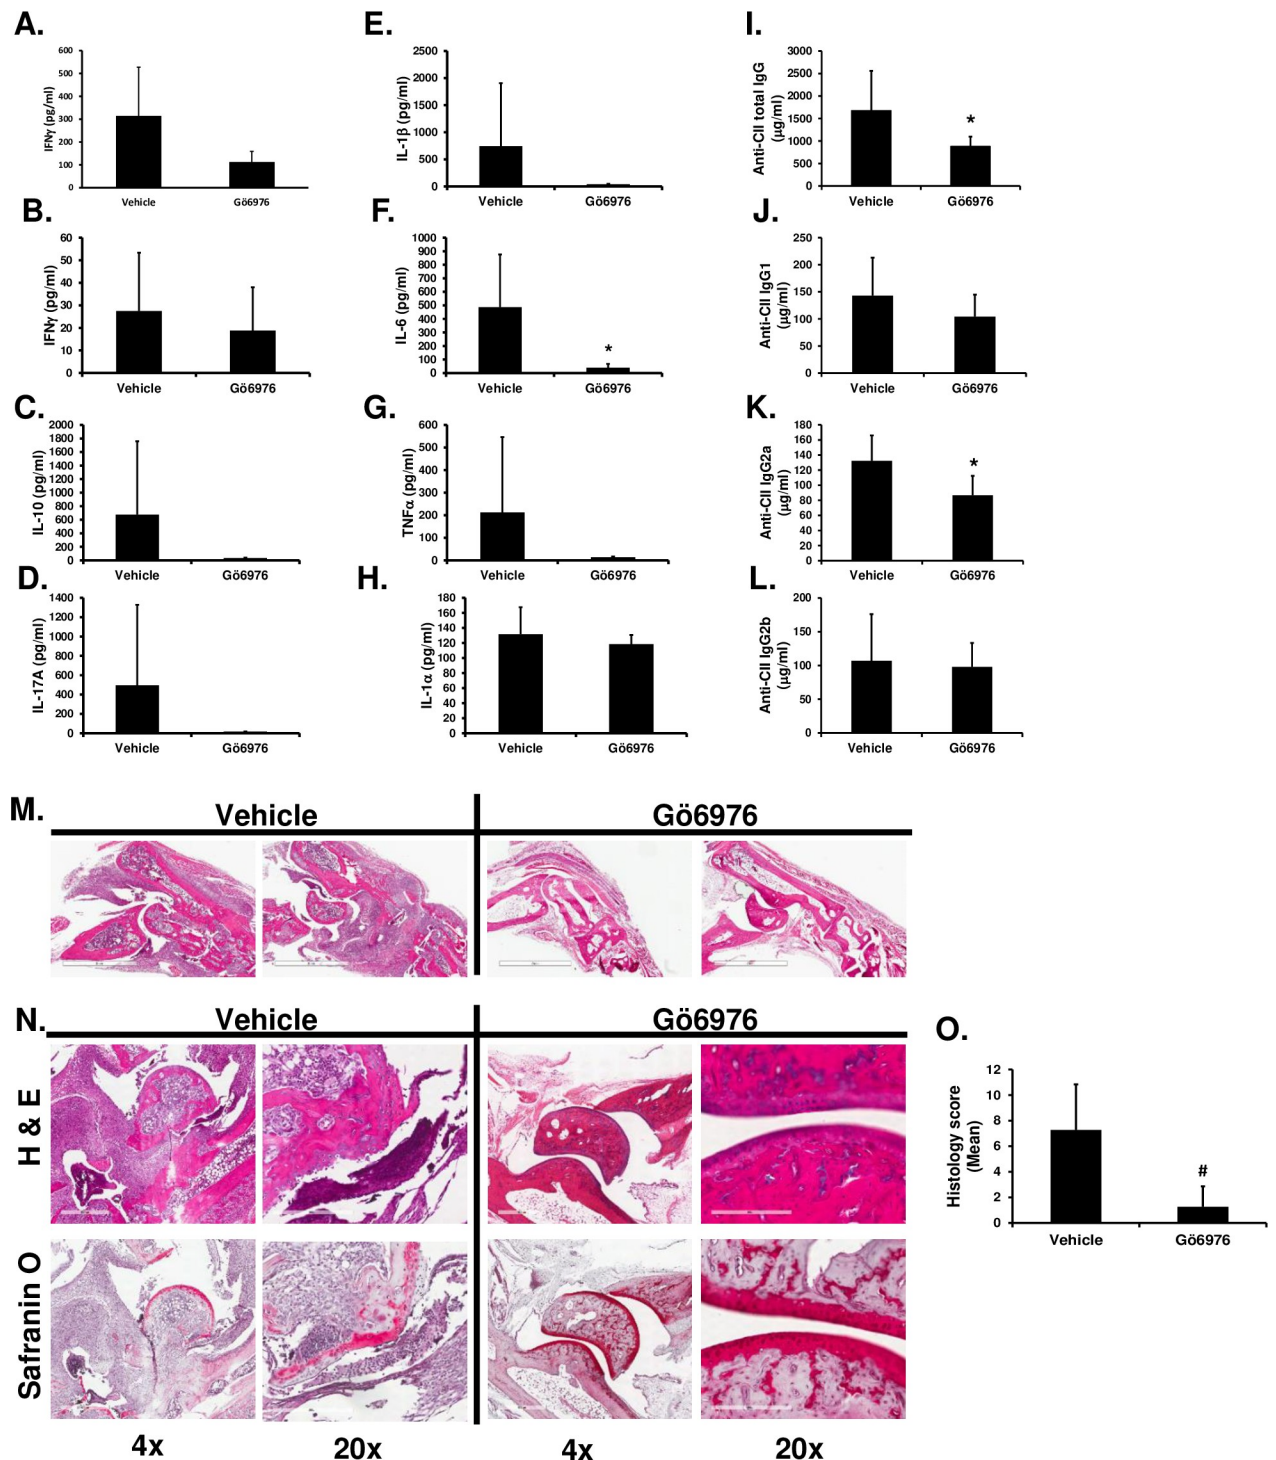 A.
600
500
400
300
200
100
0
IFNγ (pg/ml)
Vehicle
Gö6976
B.
60
50
40
30
20
10
0
IFNγ (pg/ml)
Vehicle
Gö6976
C.
2000
1800
1600
1400
1200
1000
800
600
400
200
0
IL-10 (pg/ml)
Vehicle
Gö6976
D.
1400
1200
1000
800
600
400
200
0
IL-17A (pg/ml)
Vehicle
Gö6976
E.
2500
2000
1500
1000
500
0
IL-1β (pg/ml)
Vehicle
Gö6976
F.
1000
900
800
700
600
500
400
300
200
100
0
IL-6 (pg/ml)
*
Vehicle
Gö6976
G.
600
500
400
300
200
100
0
TNFα (pg/ml)
Vehicle
Gö6976
H.
180
160
140
120
100
80
60
40
20
0
IL-1α (pg/ml)
Vehicle
Gö6976
I.
3000
2500
2000
1500
1000
500
0
Anti-CII total IgG
(µg/ml)
*
Vehicle
Gö6976
J.
250
200
150
100
50
0
Anti-CII IgG1
(µg/ml)
Vehicle
Gö6976
K.
180
160
140
120
100
80
60
40
20
0
Anti-CII IgG2a
(µg/ml)
*
Vehicle
Gö6976
L.
200
150
100
50
0
Anti-CII IgG2b
(µg/ml)
Vehicle
Gö6976
M.
Vehicle
Gö6976
N.
Vehicle
Gö6976
H & E
Safranin O
4x
20x
4x
20x
O.
12
10
8
6
4
2
0
Histology score
(Mean)
#
Vehicle
Gö6976